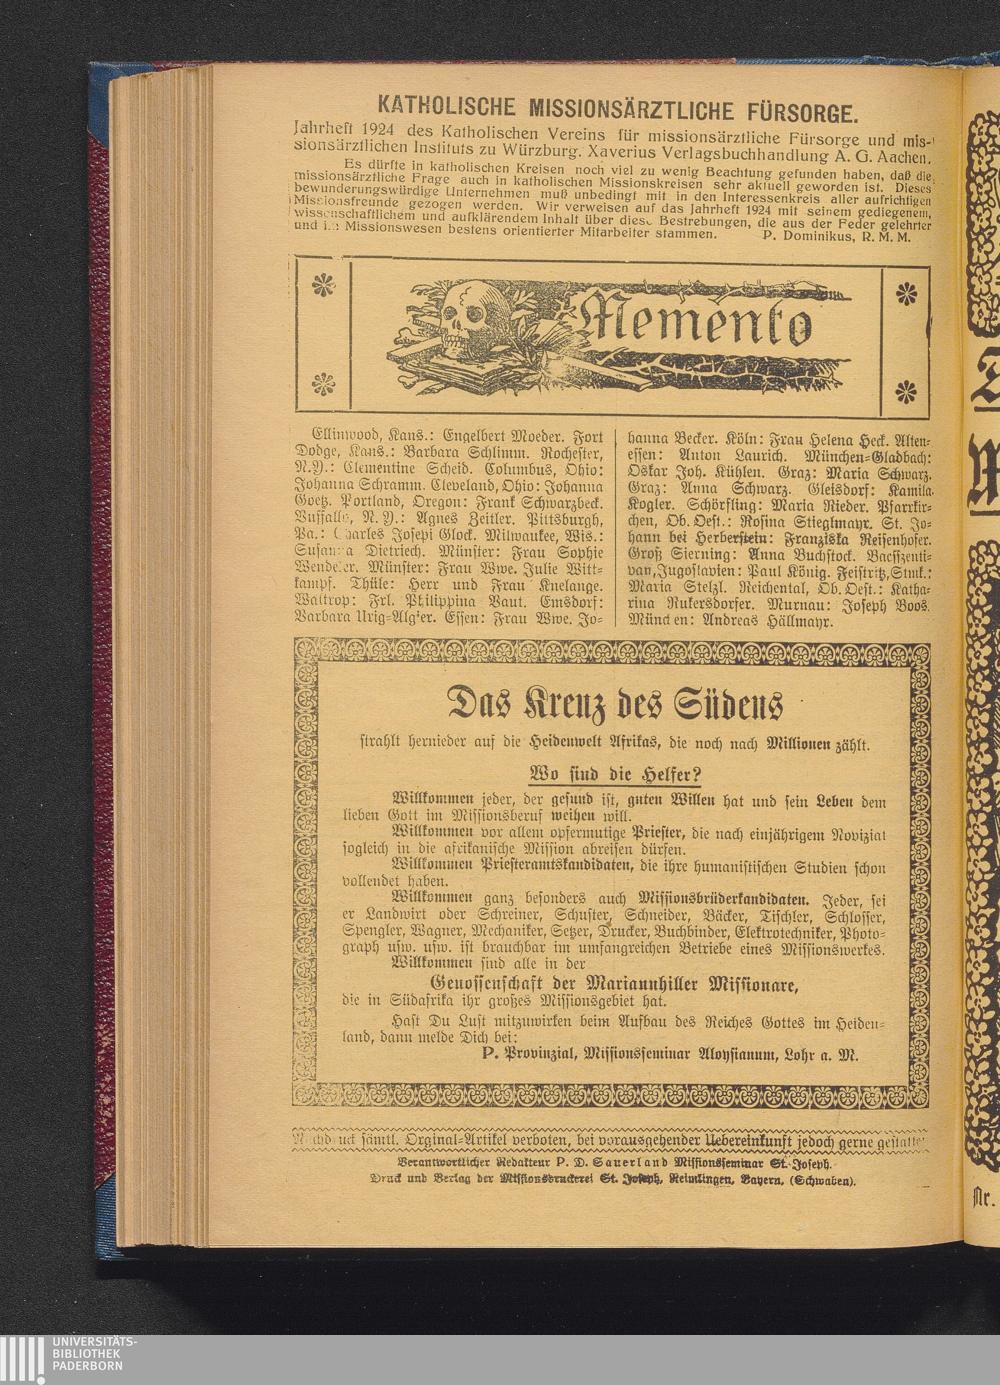 KATHOLISCHE MISSIONSÄRZTLICHE FÜRSORGE.
Jahrheft 1924 des Katholischen Vereins für missionsärztliche Fürsorge und mis-
sionsärztlichen Instituts zu Würzburg. Xaverius Verlagsbuchhandlung A. G. Aachen.
Es dürfte in katholischen Kreisen noch viel zu wenig Beachtung gefunden haben, daß die
missionsärztliche Frage auch in katholischen Missionskreisen sehr aktuell geworden ist. Dieses
bewunderungswürdige Unternehmen muß unbedingt mit in den Interessenkreis aller aufrichtigen
Missionsfreunde gezogen werden. Wir verweisen auf das Jahrheft 1924 mit seinem gediegenem,
wissenschaftlichem und aufklärendem Inhalt über diese Bestrebungen, die aus der Feder gelehrter
und im Missionswesen bestens orientierter Mitarbeiter stammen. P. Dominikus, R. M. M.
Memento
Ellinwood, Kans.: Engelbert Moeder. Fort
Dodge, Kans.: Barbara Schlimm. Rochester,
N.Y.: Clementine Scheid. Columbus, Ohio:
Johanna Schramm. Cleveland, Ohio: Johanna
Goetz. Portland, Oregon: Frank Schwarzbeck.
Buffallo, N. Y.: Agnes Zeitler. Pittsburgh,
Pa.: Charles Josepi Glock. Milwaukee, Wis.:
Susanna Dietriech. Münster: Frau Sophie
Wendeler. Münster: Frau Wwe. Julie Witt-
kampf. Thüle: Herr und Frau Knelange.
Waltrop: Frl. Philippina Baut. Emsdorf:
Barbara Urig-Algier. Essen: Frau Wwe. Jo-
hanna Becker. Köln: Frau Helena Heck. Alten-
essen: Anton Laurich. München-Gladbach:
Oskar Joh. Kühlen. Graz: Maria Schwarz.
Graz: Anna Schwarz. Gleisdorf: Kamila
Kogler. Schörfling: Maria Rieder. Pfarrkir-
chen, Ob. Oest.: Rosina Stieglmayr. St. Jo-
hann bei Herberstein: Franziska Reisenhofer.
Groß Sierning: Anna Buchstock. Bacszenti-
van, Jugoslavien: Paul König. Feistritz, Stmk.:
Maria Stelzl. Reichental, Ob. Oest.: Katha-
rina Rukersdorfer. Murnau: Joseph Boos.
München: Andreas Hällmayr.
Das Kreuz des Südens
strahlt hernieder auf die Heidenwelt Afrikas, die noch nach Millionen zählt.
Wo sind die Helfer?
Willkommen jeder, der gesund ist, guten Willen hat und sein Leben dem
lieben Gott im Missionsberuf weihen will.
Willkommen vor allem opfermutige Priester, die nach einjährigem Noviziat
sogleich in die afrikanische Mission abreisen dürfen.
Willkommen Priesteramtskandidaten, die ihre humanistischen Studien schon
vollendet haben.
Willkommen ganz besonders auch Missionsbrüderkandidaten. Jeder, sei
er Landwirt oder Schreiner, Schuster, Schneider, Bäcker, Tischler, Schlosser,
Spengler, Wagner, Mechaniker, Setzer, Drucker, Buchbinder, Elektrotechniker, Photo-
graph usw. usw. ist brauchbar im umfangreichen Betriebe eines Missionswerkes.
Willkommen sind alle in der
Genossenschaft der Mariannhiller Missionare,
die in Südafrika ihr großes Missionsgebiet hat.
Hast Du Lust mitzuwirken beim Aufbau des Reiches Gottes im Heiden-
land, dann melde Dich bei:
P. Provinzial, Missionsseminar Aloysianum, Lohr a. M.
Nachdruck sämtl. Orginal-Artikel verboten, bei vorausgehender Uebereinkunft jedoch gerne gestattet
Verantwortlicher Redakteur P. D. Sauerland Missionsseminar St. Joseph.
Druck und Verlag der Missionsdruckerei St. Joseph, Reimlingen, Bayern, (Schwaben).
Nr.
UNIVERSITÄTS-
BIBLIOTHEK
PADERBORN